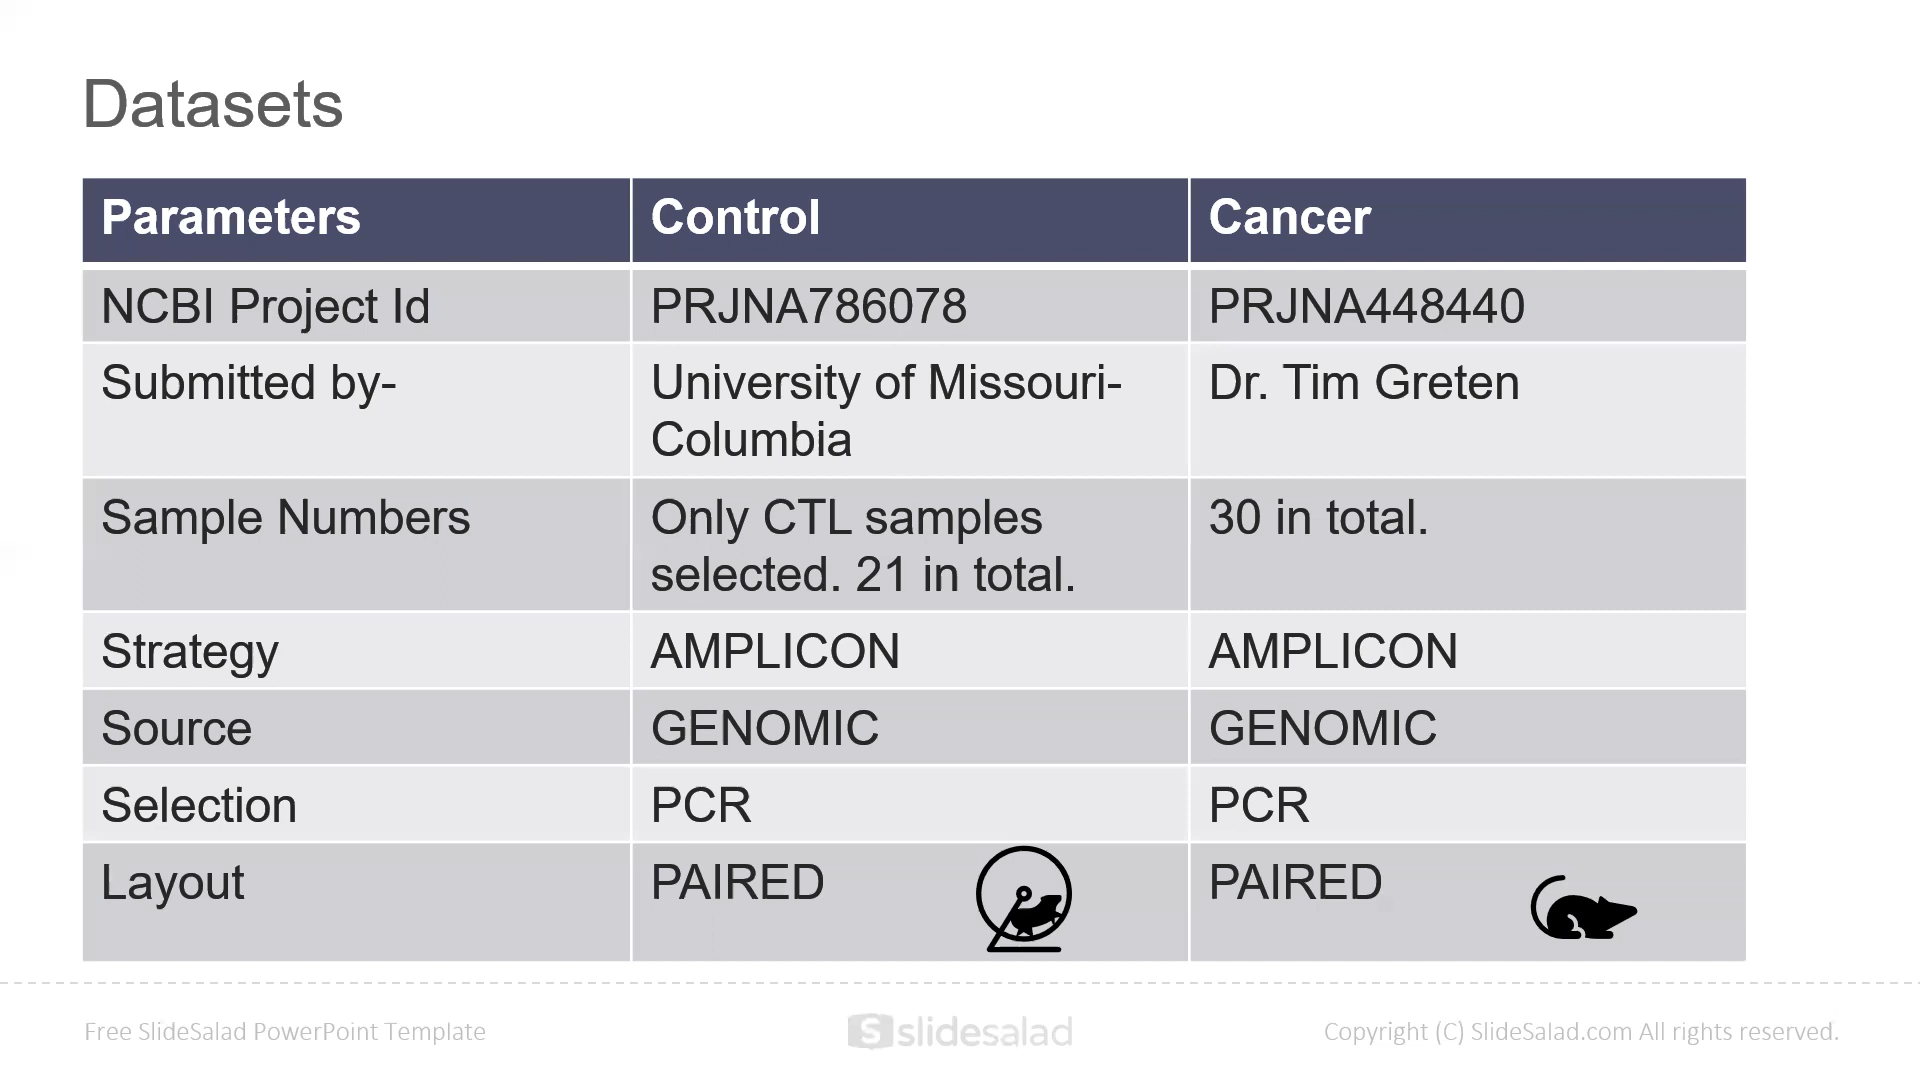 Datasets
Parameters Control Cancer
NCBI Project Id PRJNA786078 PRJNA448440
Submitted by- University of Missouri- Dr. Tim Greten
Columbia
Sample Numbers Only CTL samples 30 in total.
selected. 21 in total.
Strategy AMPLICON AMPLICON
Source GENOMIC GENOMIC
Selection PCR PCR
Layout PAIRED PAIRED
Free SlideSalad PowerPoint Template S slidesalad Copyright (C) SlideSalad.com All rights reserved.